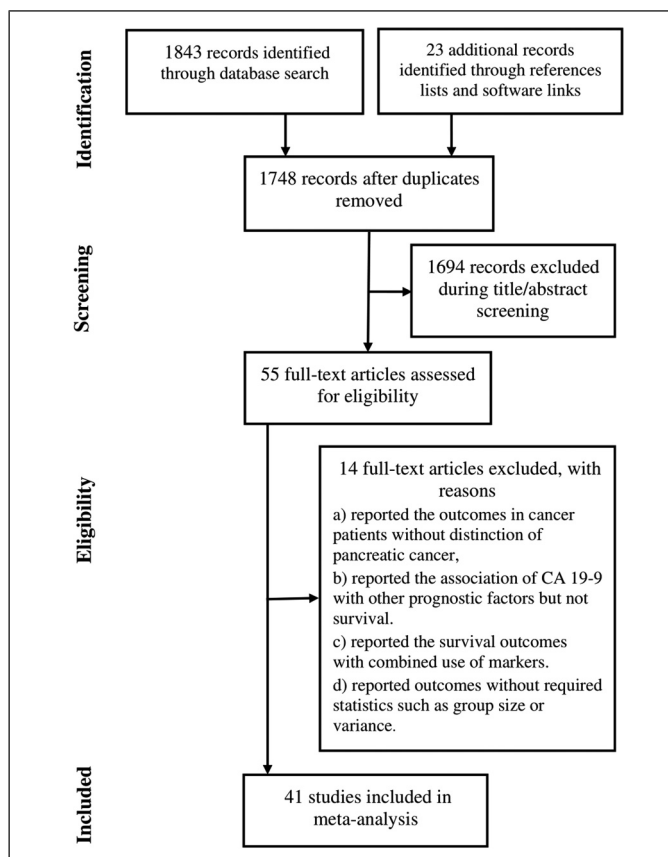 Identification
1843 records identified
through database search
23 additional records
identified through references
lists and software links
1748 records after duplicates
removed
Screening
1694 records excluded
during title/abstract
screening
55 full-text articles assessed
for eligibility
Eligibility
14 full-text articles excluded, with
reasons
a) reported the outcomes in cancer
patients without distinction of
pancreatic cancer,
b) reported the association of CA 19-9
with other prognostic factors but not
survival.
c) reported the survival outcomes
with combined use of markers.
d) reported outcomes without required
statistics such as group size or
variance.
Included
41 studies included in
meta-analysis